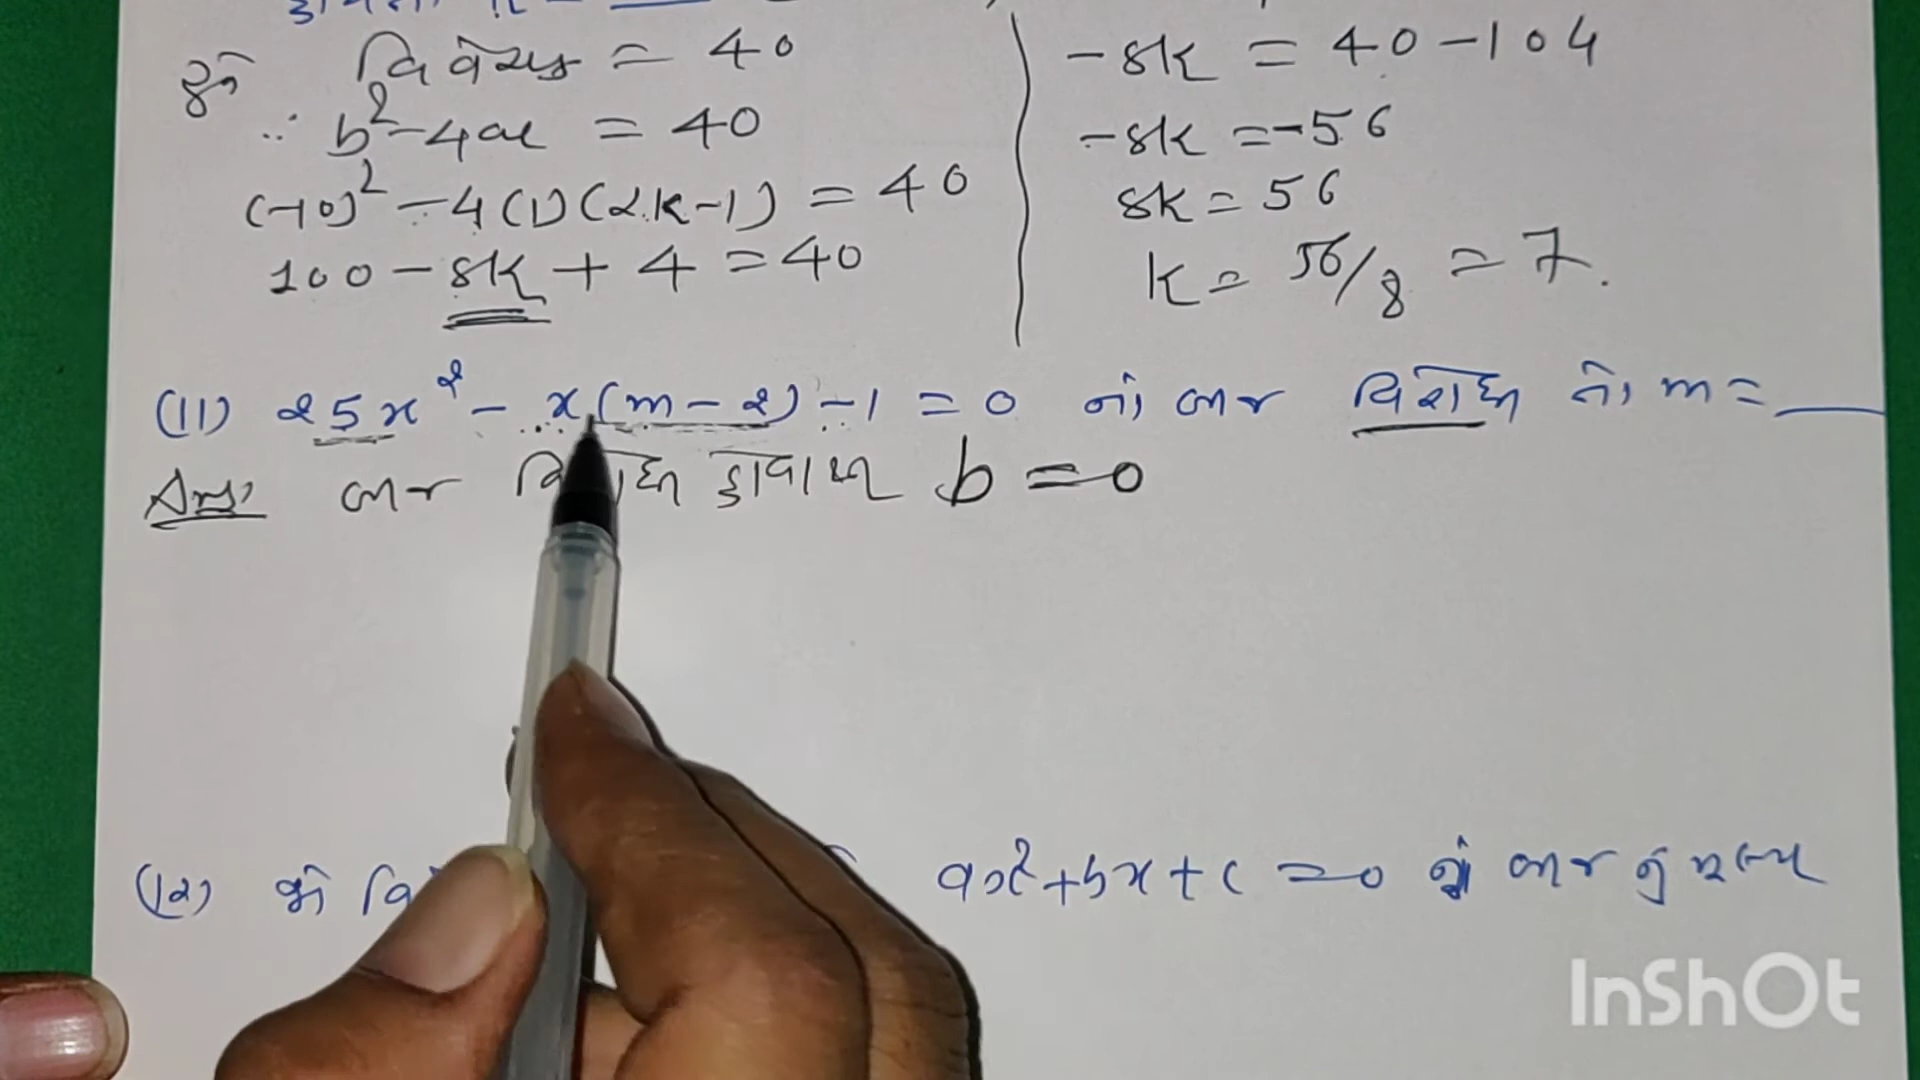 વિવેચક = 40
∴ b²-4ac = 40
(-10)² - 4(1)(2k-1) = 40
100 - 8k + 4 = 40
-8k = 40-104
-8k = -56
8k = 56
k = 56/8 = 7.
(11) 25x² - x(m-2) - 1 = 0 નાં બીજ વિરોધી તો m = ___
Ans:
b = 0
(12) જો
ax²+bx+c = 0 નાં
InShOt